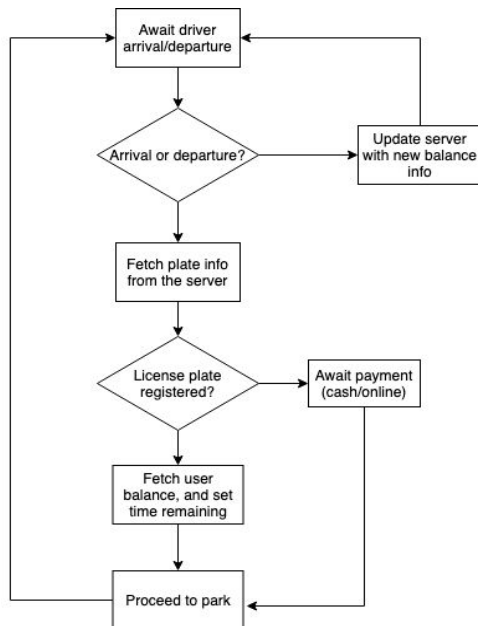 Await driver
arrival/departure
Arrival or departure?
Update server
with new balance
info
Fetch plate info
from the server
License plate
registered?
Await payment
(cash/online)
Fetch user
balance, and set
time remaining
Proceed to park